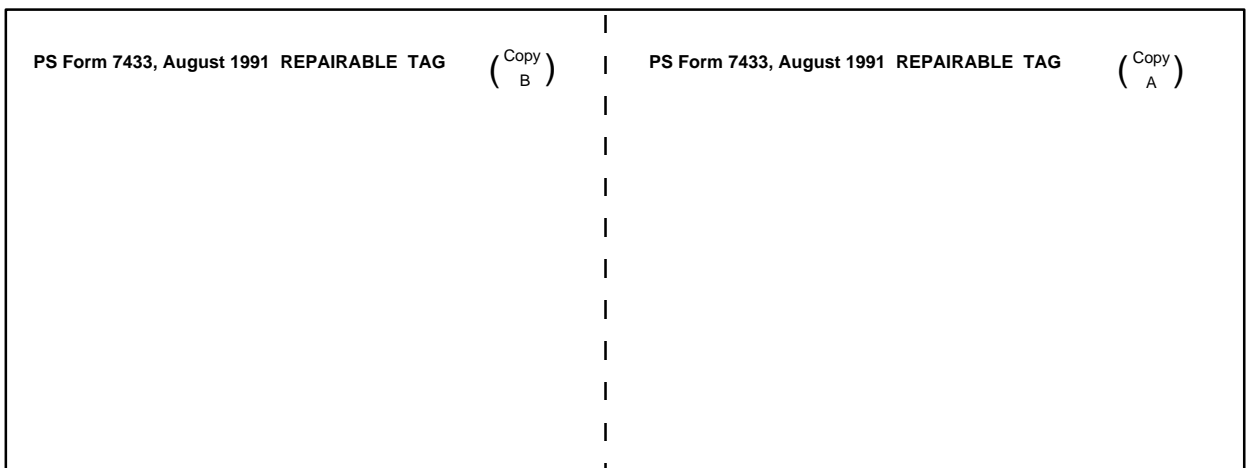 PS Form 7433, August 1991 REPAIRABLE TAG (Copy B)
PS Form 7433, August 1991 REPAIRABLE TAG (Copy A)